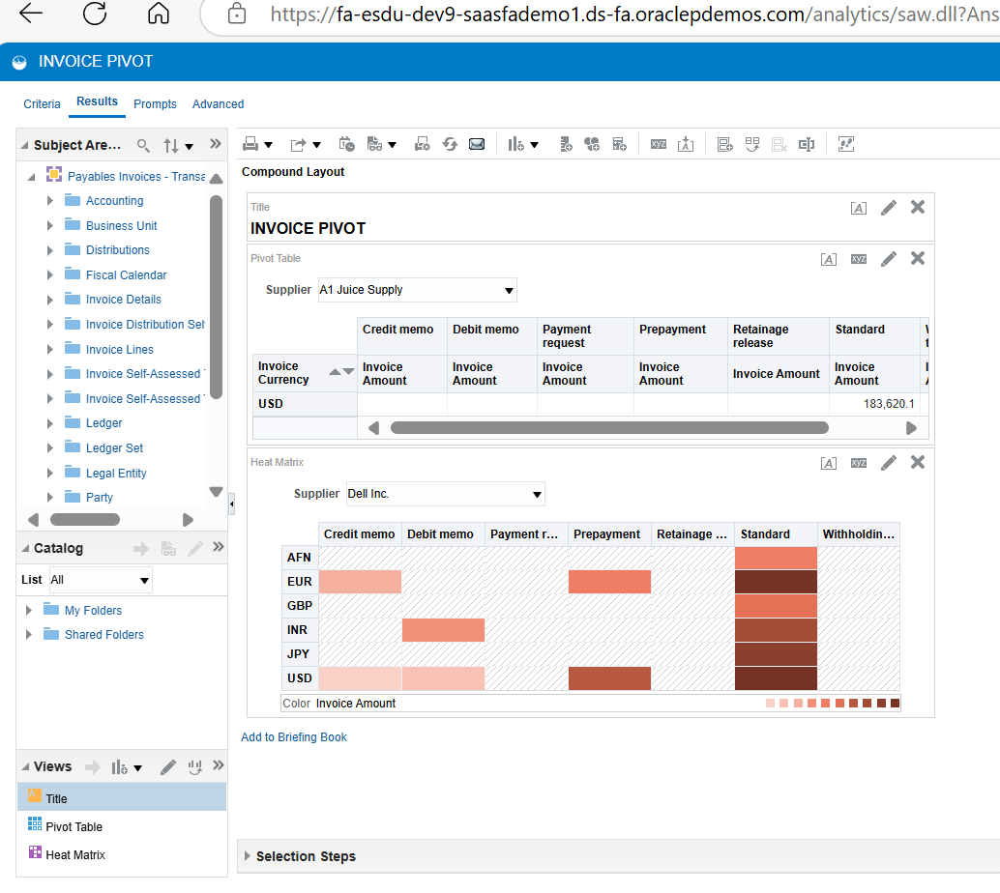 https://fa-esdu-dev9-saasfademo1.ds-fa.oraclepdemos.com/analytics/saw.dll?Ans
INVOICE PIVOT
Criteria Results Prompts Advanced
Subject Are...
Payables Invoices - Transa
Accounting
Business Unit
Distributions
Fiscal Calendar
Invoice Details
Invoice Distribution Self
Invoice Lines
Invoice Self-Assessed
Invoice Self-Assessed
Ledger
Ledger Set
Legal Entity
Party
Catalog
List All
My Folders
Shared Folders
Views
Title
Pivot Table
Heat Matrix
Compound Layout
Title
INVOICE PIVOT
Pivot Table
Supplier A1 Juice Supply
Credit memo Debit memo Payment request Prepayment Retainage release Standard
Invoice Currency Invoice Amount Invoice Amount Invoice Amount Invoice Amount Invoice Amount Invoice Amount
USD 183,620.1
Heat Matrix
Supplier Dell Inc.
Credit memo Debit memo Payment r... Prepayment Retainage ... Standard Withholdin...
AFN
EUR
GBP
INR
JPY
USD
Color Invoice Amount
Add to Briefing Book
Selection Steps